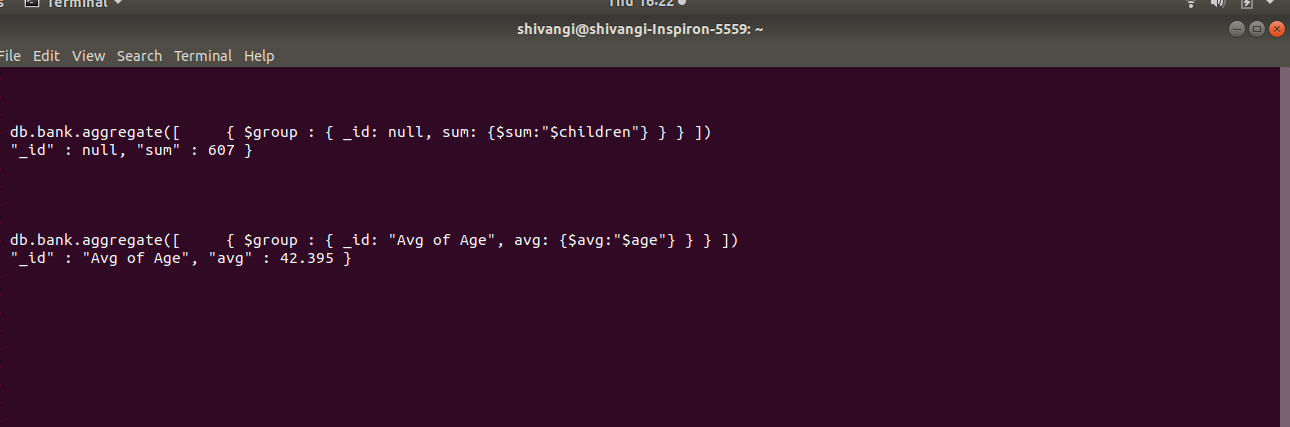 Terminal
Thu 16:22
shivangi@shivangi-Inspiron-5559: ~
File Edit View Search Terminal Help
db.bank.aggregate([     { $group : { _id: null, sum: {$sum:"$children"} } } ])
"_id" : null, "sum" : 607 }
db.bank.aggregate([     { $group : { _id: "Avg of Age", avg: {$avg:"$age"} } } ])
"_id" : "Avg of Age", "avg" : 42.395 }